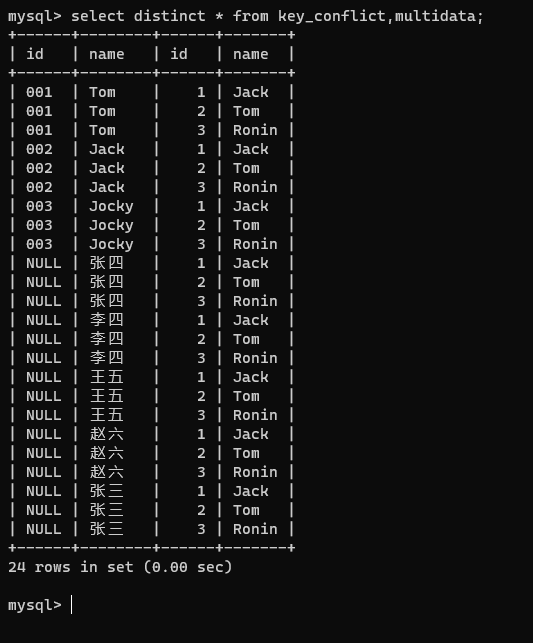 mysql> select distinct * from key_conflict,multidata;
+------+--------+------+-------+
| id   | name   | id   | name  |
+------+--------+------+-------+
| 001  | Tom    |    1 | Jack  |
| 001  | Tom    |    2 | Tom   |
| 001  | Tom    |    3 | Ronin |
| 002  | Jack   |    1 | Jack  |
| 002  | Jack   |    2 | Tom   |
| 002  | Jack   |    3 | Ronin |
| 003  | Jocky  |    1 | Jack  |
| 003  | Jocky  |    2 | Tom   |
| 003  | Jocky  |    3 | Ronin |
| NULL | 张四   |    1 | Jack  |
| NULL | 张四   |    2 | Tom   |
| NULL | 张四   |    3 | Ronin |
| NULL | 李四   |    1 | Jack  |
| NULL | 李四   |    2 | Tom   |
| NULL | 李四   |    3 | Ronin |
| NULL | 王五   |    1 | Jack  |
| NULL | 王五   |    2 | Tom   |
| NULL | 王五   |    3 | Ronin |
| NULL | 赵六   |    1 | Jack  |
| NULL | 赵六   |    2 | Tom   |
| NULL | 赵六   |    3 | Ronin |
| NULL | 张三   |    1 | Jack  |
| NULL | 张三   |    2 | Tom   |
| NULL | 张三   |    3 | Ronin |
+------+--------+------+-------+
24 rows in set (0.00 sec)
mysql>